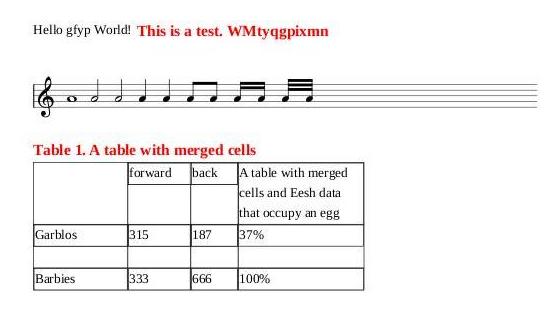 Hello gfyp World! This is a test. WMtyqgpixmn
Table 1. A table with merged cells
forward back A table with merged
cells and Eesh data
that occupy an egg
Garblos 315 187 37%
Barbies 333 666 100%